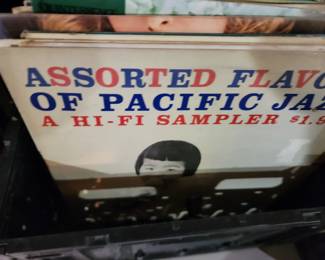 ASSORTED FLAVO
OF PACIFIC JAZ
A HI-FI SAMPLER $1.9